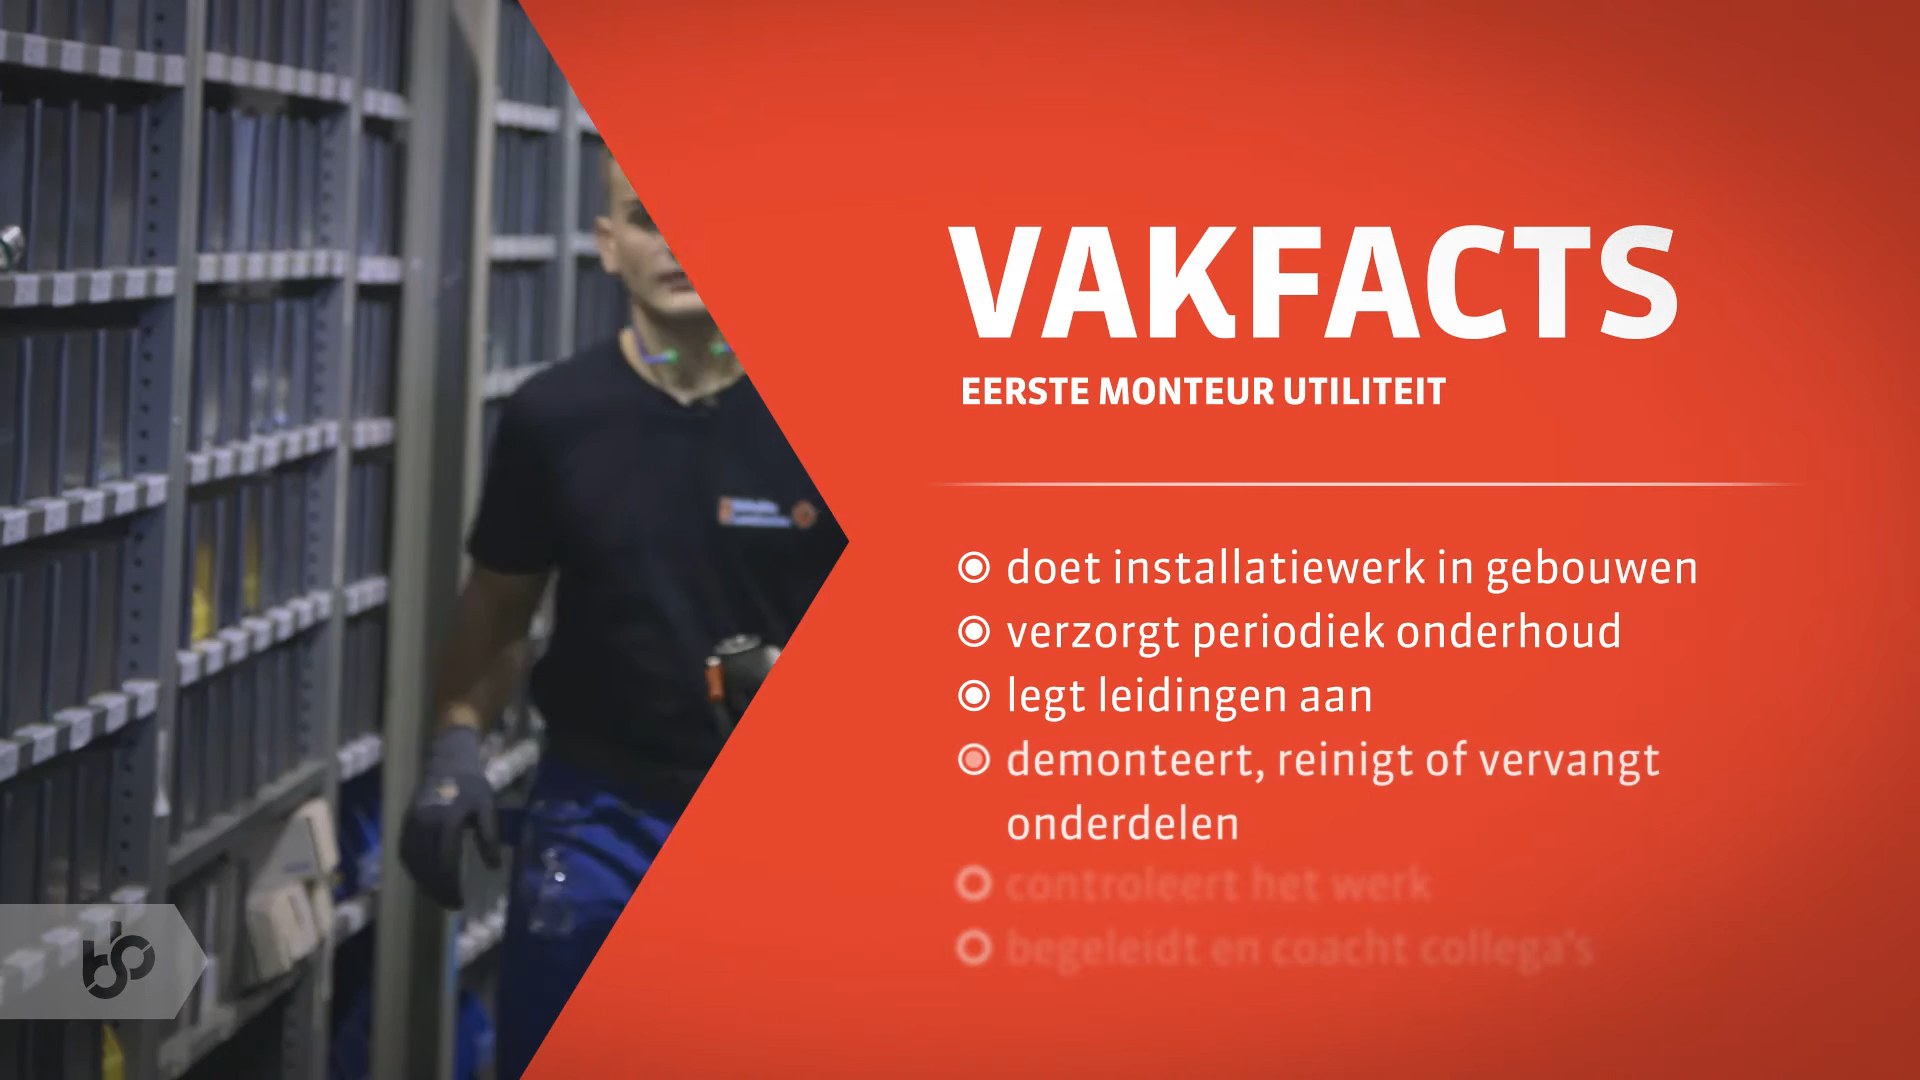 VAKFACTS
EERSTE MONTEUR UTILITEIT
doet installatiewerk in gebouwen
verzorgt periodiek onderhoud
legt leidingen aan
demonteert, reinigt of vervangt
onderdelen
controleert het werk
begeleidt en coacht collega's